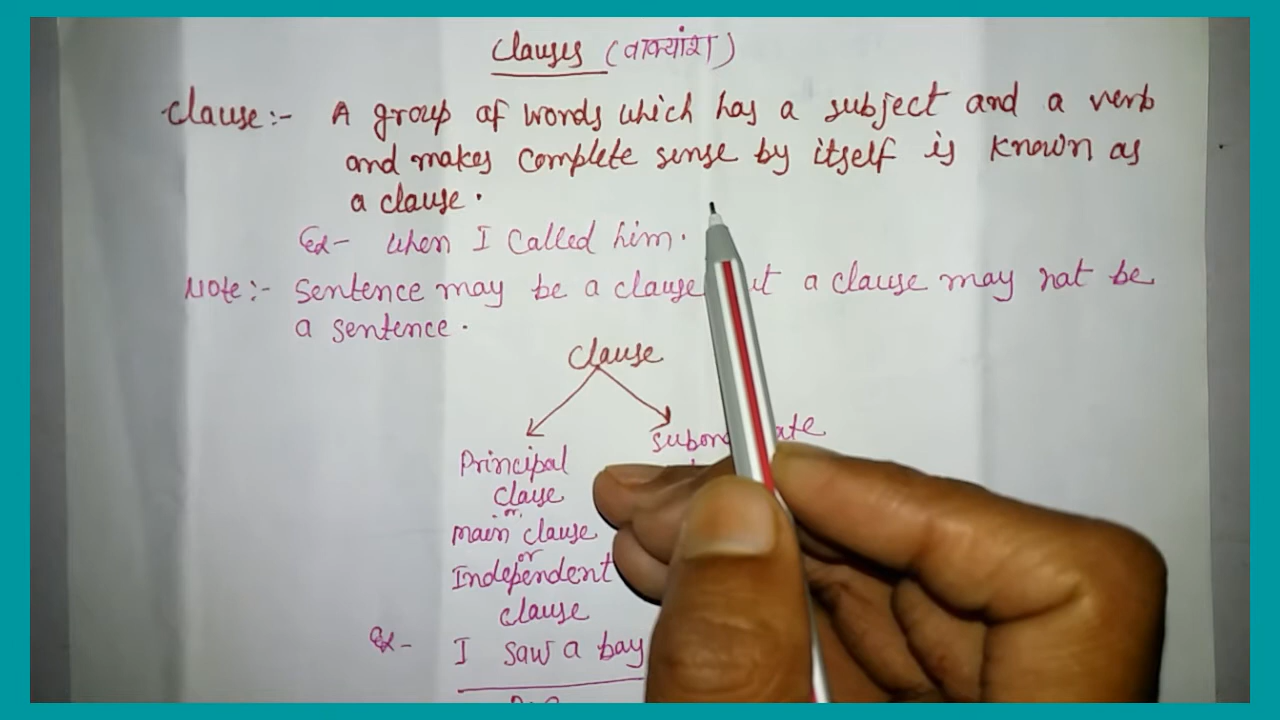 Clauses (वाक्यांश)
Clause:- A group of words which has a subject and a verb
and makes complete sense by itself is known as
a clause.
Ex- When I called him.
Note:- Sentence may be a clause but a clause may not be
a sentence.
Clause
Principal
clause
or
main clause
or
Independent
clause
Ex- I saw a boy